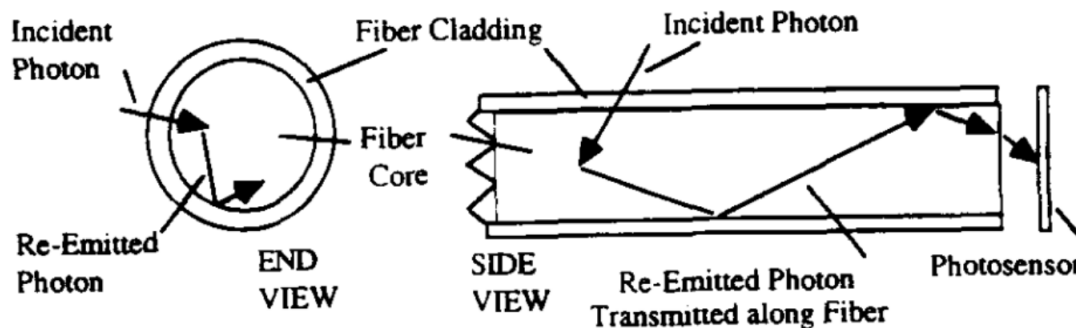 Incident
Photon
Fiber Cladding
Incident Photon
Fiber
Core
Re-Emitted
Photon
END
VIEW
SIDE
VIEW
Re-Emitted Photon
Transmitted along Fiber
Photosensor